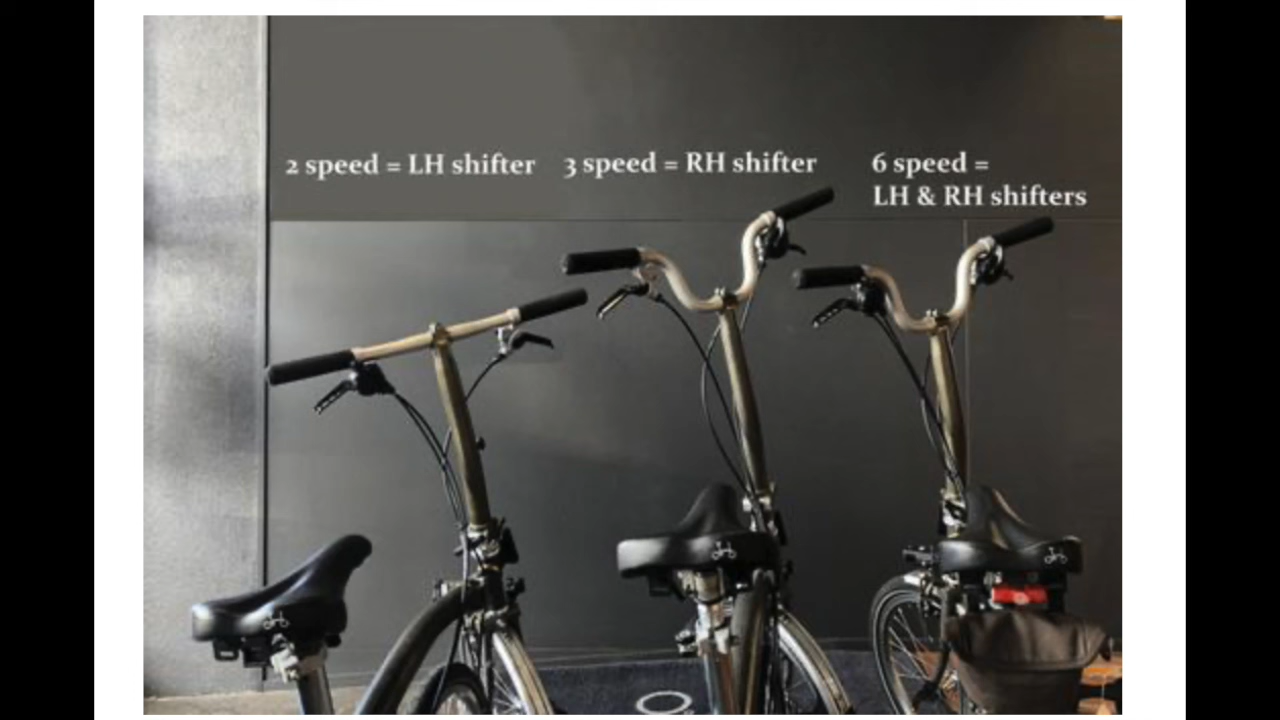 2 speed = LH shifter
3 speed = RH shifter
6 speed =
LH & RH shifters